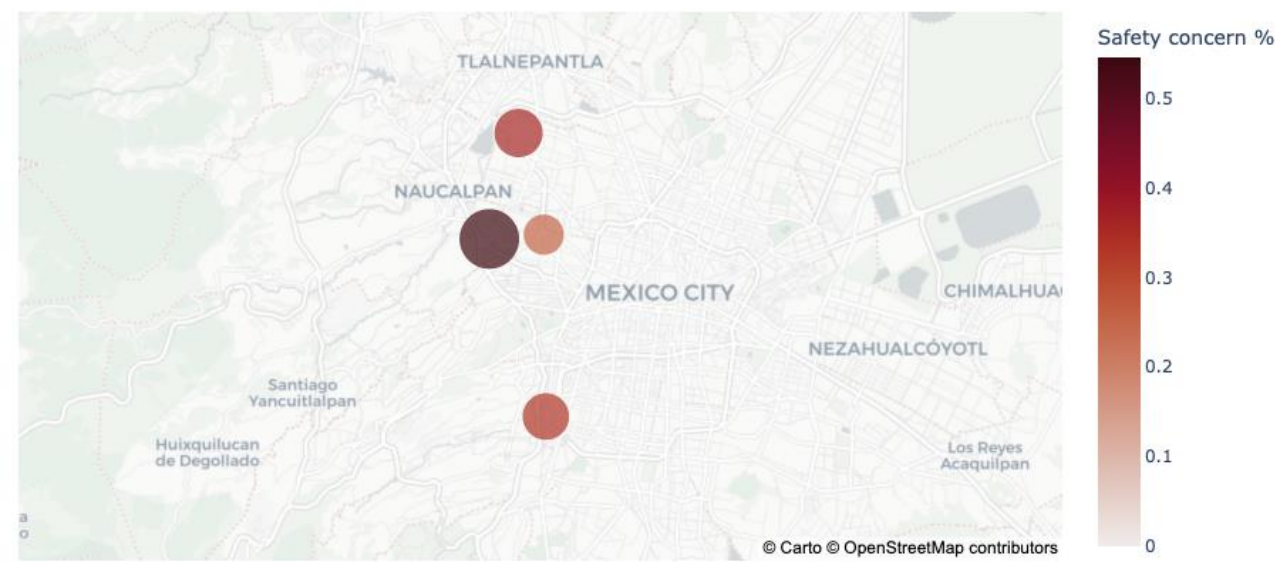 Safety concern %
TLALNEPANTLA
NAUCALPAN
MEXICO CITY
CHIMALHUA
NEZAHUALCÓYOTL
Santiago
Yancuitlalpan
Huixquilucan
de Degollado
Los Reyes
Acaquilpan
a
o
© Carto © OpenStreetMap contributors
0.5
0.4
0.3
0.2
0.1
0